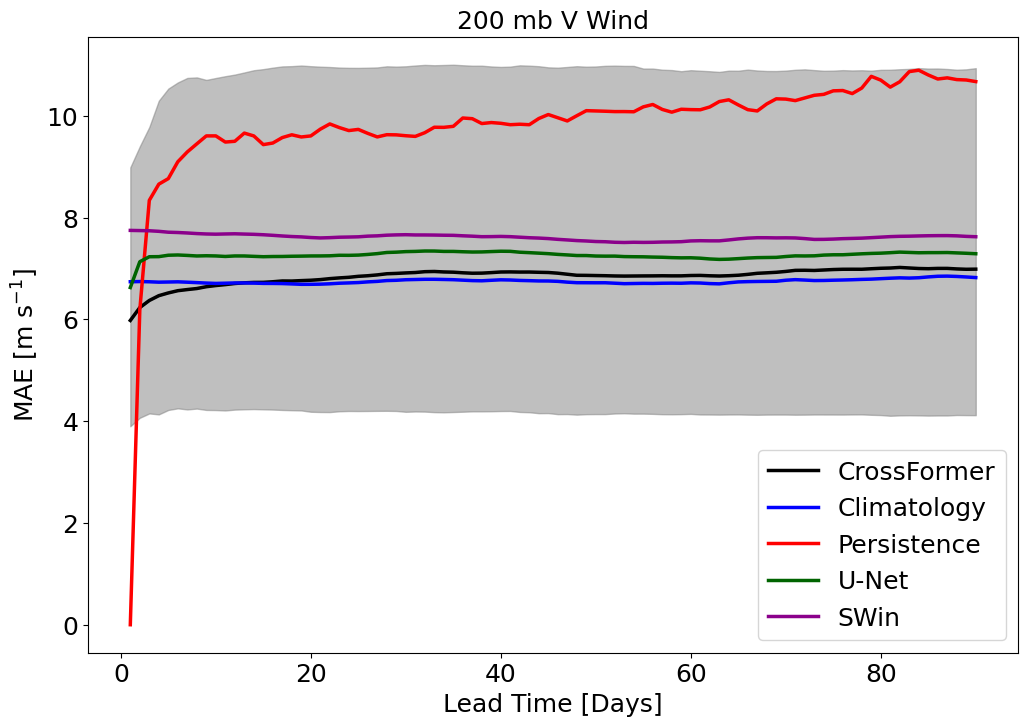 200 mb V Wind
MAE [m s⁻¹]
10
8
6
4
2
0
0 20 40 60 80
Lead Time [Days]
CrossFormer
Climatology
Persistence
U-Net
SWin